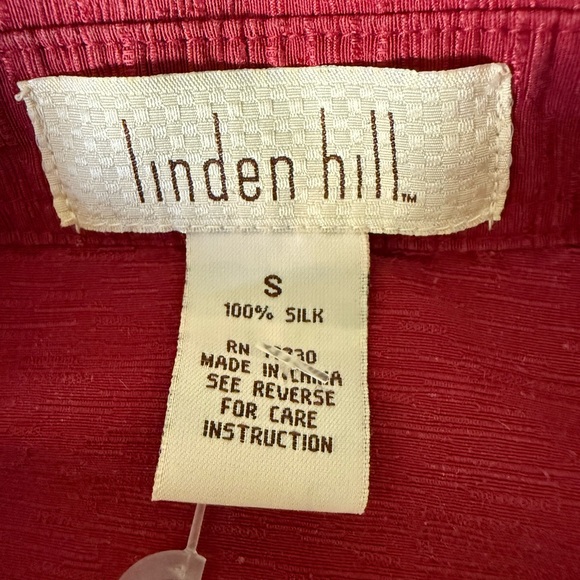 linden hill™
S
100% SILK
RN
MADE IN CHINA
SEE REVERSE
FOR CARE
INSTRUCTION